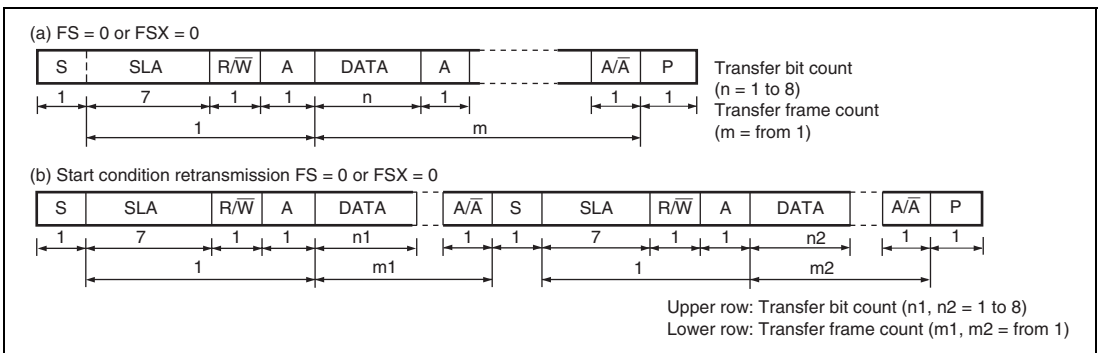 (a) FS = 0 or FSX = 0
S SLA R/W̅ A DATA A A/A̅ P
1 7 1 1 n 1 1 1
1 m
Transfer bit count
(n = 1 to 8)
Transfer frame count
(m = from 1)
(b) Start condition retransmission FS = 0 or FSX = 0
S SLA R/W̅ A DATA A/A̅ S SLA R/W̅ A DATA A/A̅ P
1 7 1 1 n1 1 1 7 1 1 n2 1 1
1 m1 1 m2
Upper row: Transfer bit count (n1, n2 = 1 to 8)
Lower row: Transfer frame count (m1, m2 = from 1)